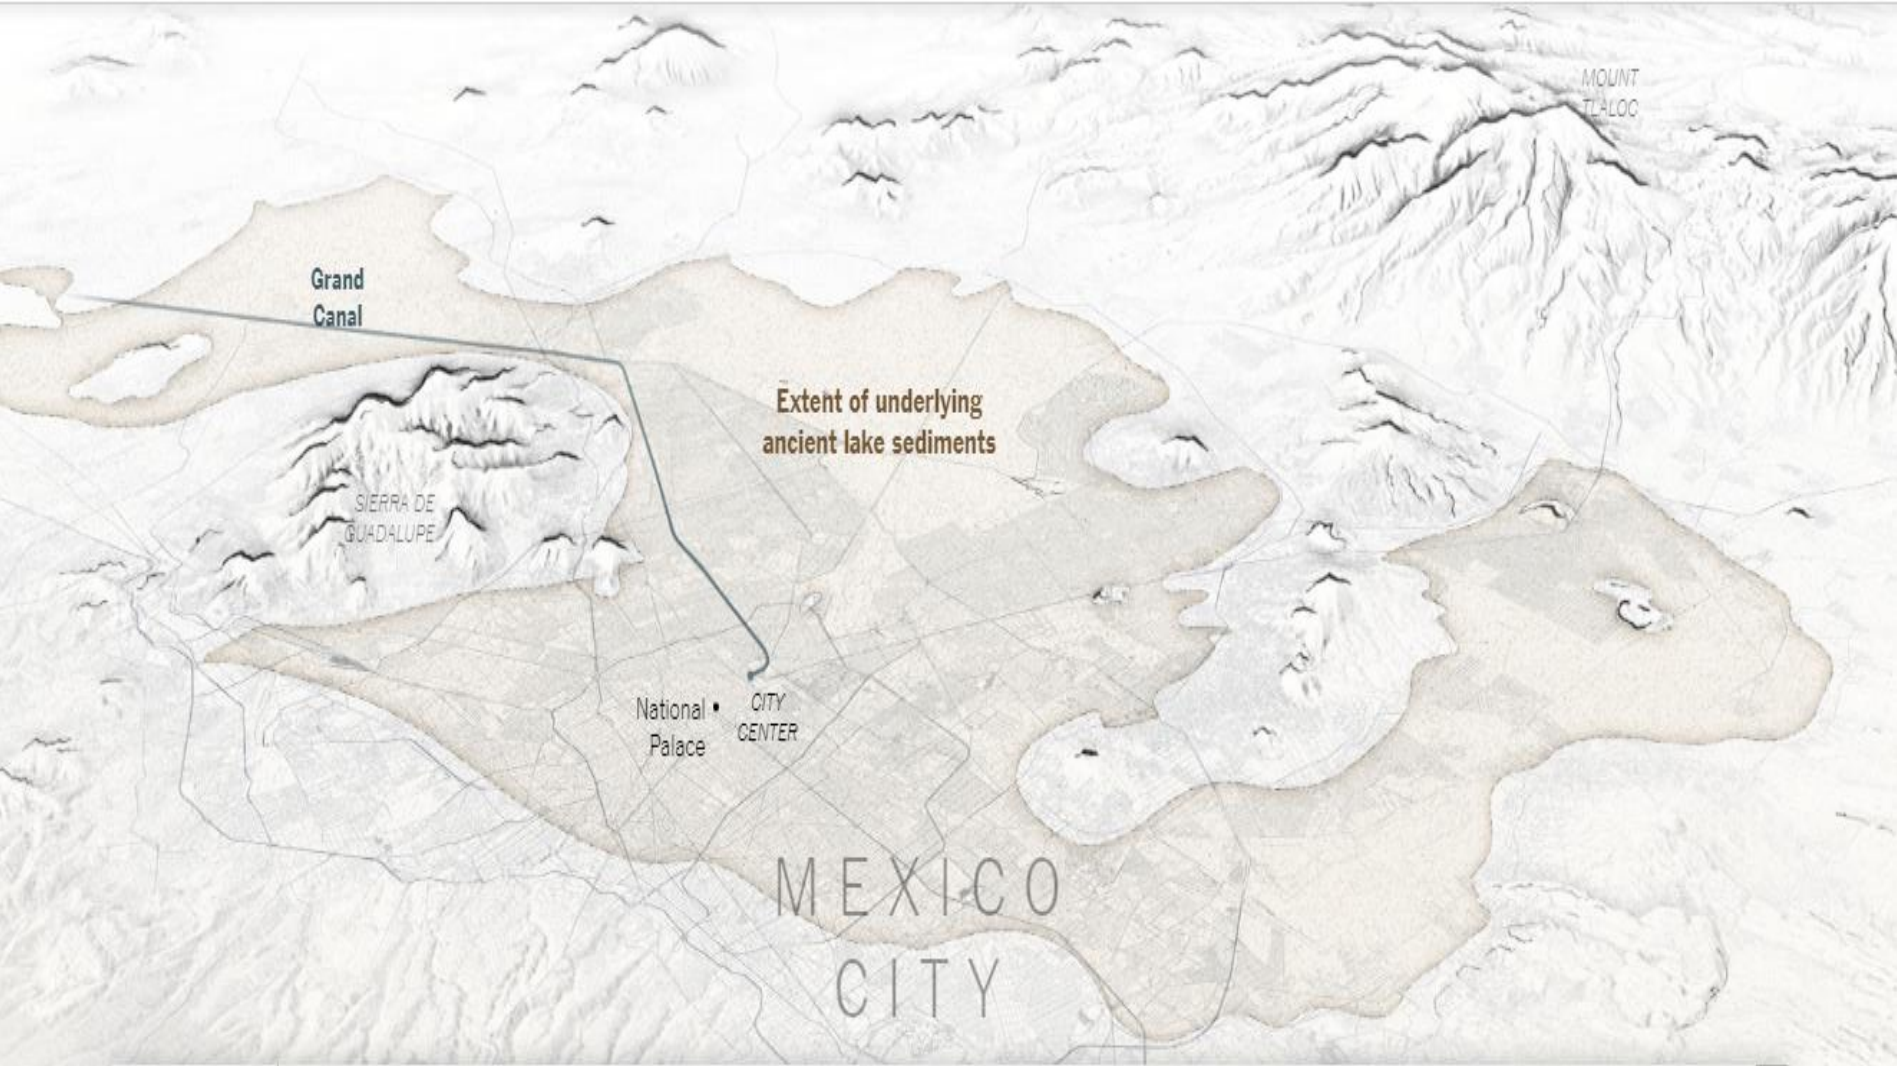 MOUNT
TLALOC
Grand
Canal
Extent of underlying
ancient lake sediments
SIERRA DE
GUADALUPE
National
Palace
CITY
CENTER
MEXICO
CITY